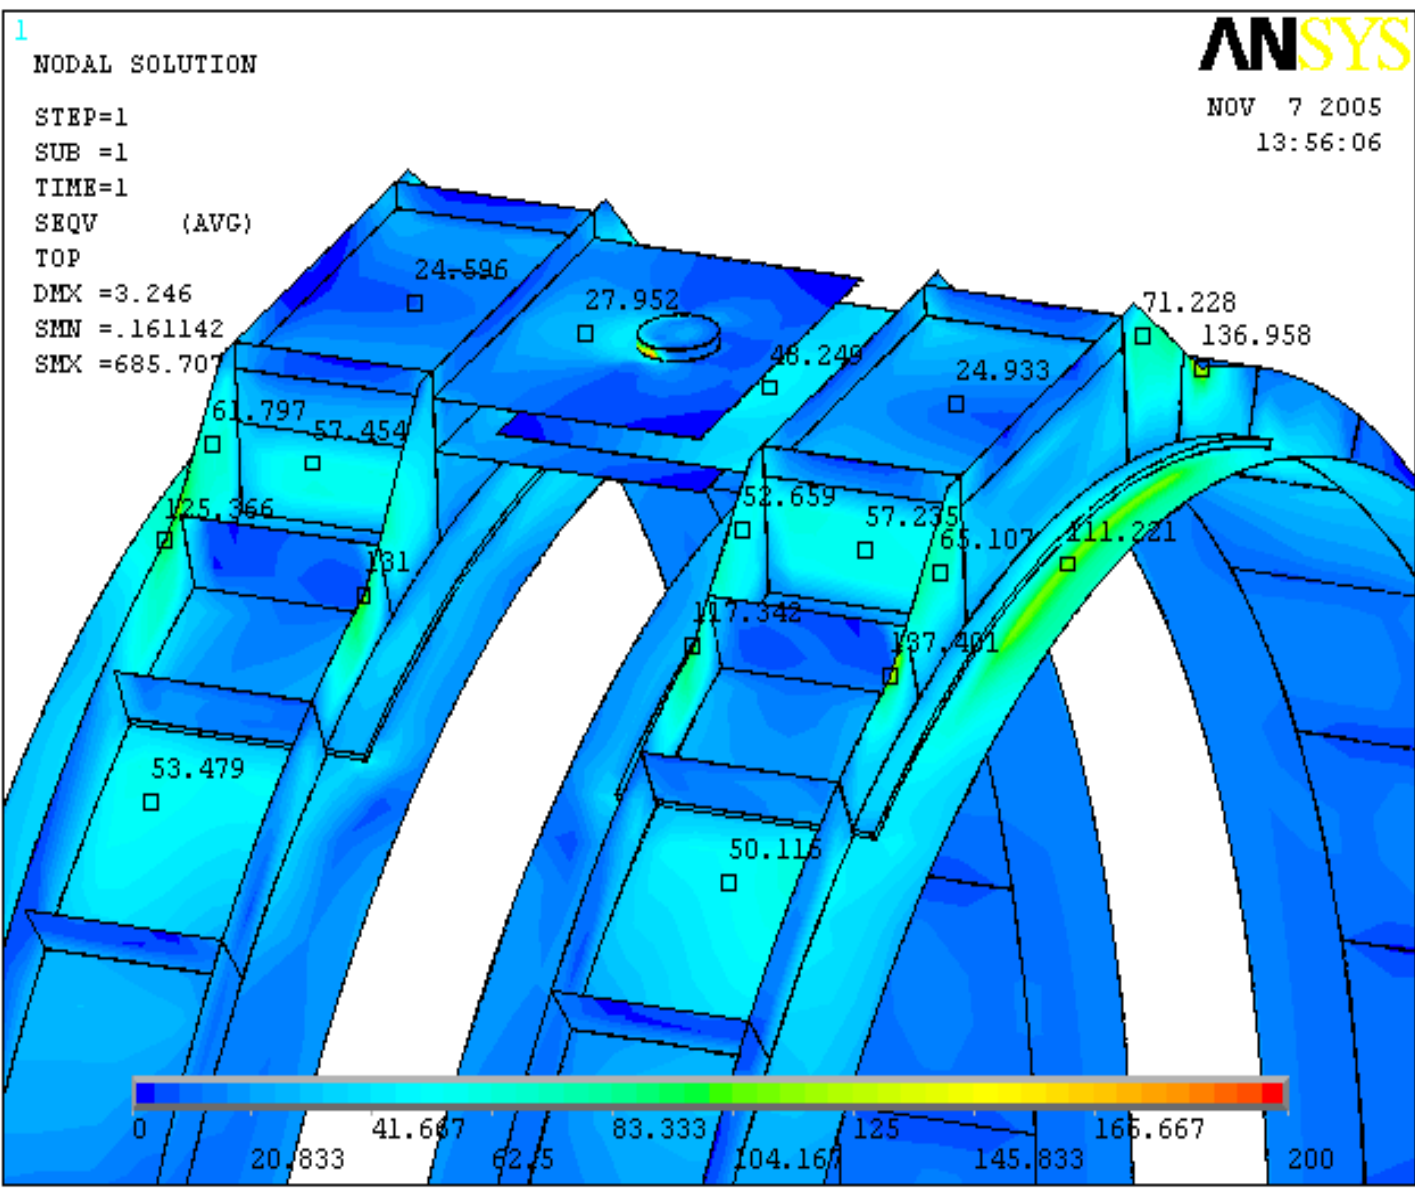 1
ANSYS
NODAL SOLUTION
NOV 7 2005
13:56:06
STEP=1
SUB =1
TIME=1
SEQV (AVG)
TOP
DMX =3.246
SMN =.161142
SMX =685.707
24.596
27.952
71.228
136.958
48.249
24.933
61.797
57.454
125.366
52.659
57.235
65.107
111.221
131
117.342
137.401
53.479
50.115
0 41.667 83.333 125 166.667
20.833 62.5 104.167 145.833 200